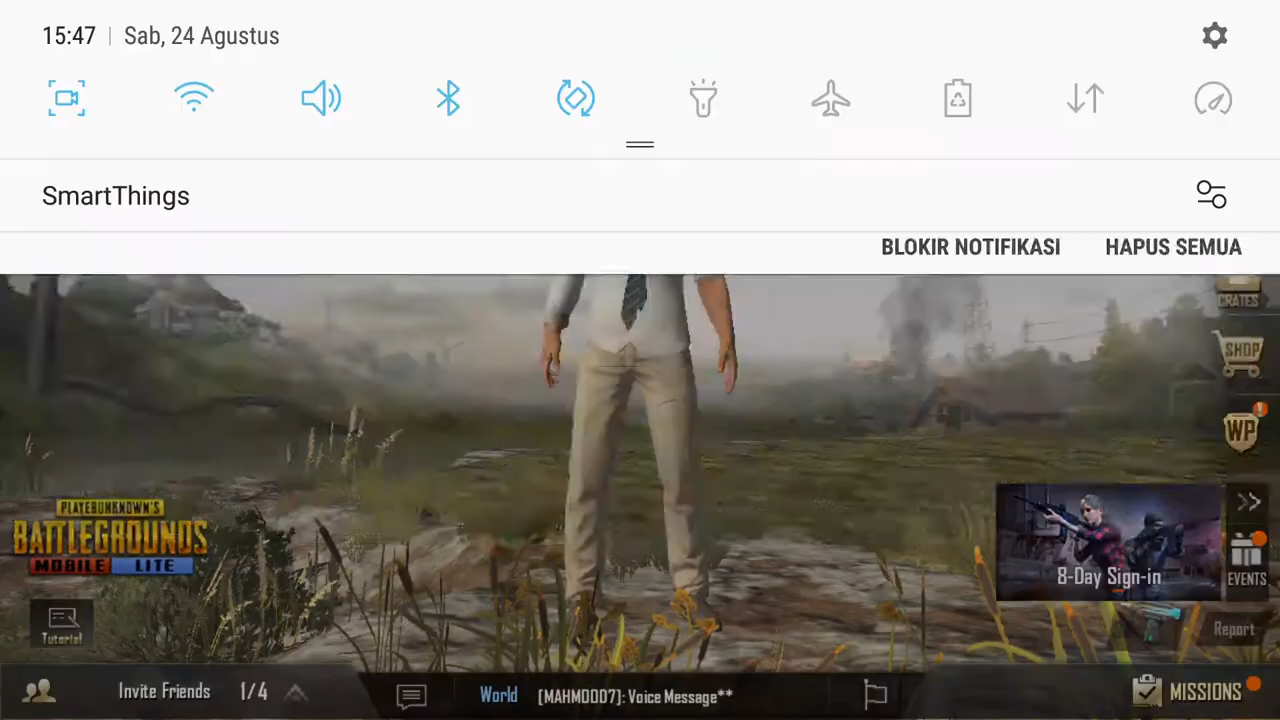 15:47 | Sab, 24 Agustus
SmartThings
BLOKIR NOTIFIKASI HAPUS SEMUA
CRATES
SHOP
WP
PLAYERUNKNOWN'S
BATTLEGROUNDS
MOBILE LITE
8-Day Sign-in
EVENTS
Tutorial
Report
Invite Friends 1/4
World [MAHMOOD7]: Voice Message**
MISSIONS